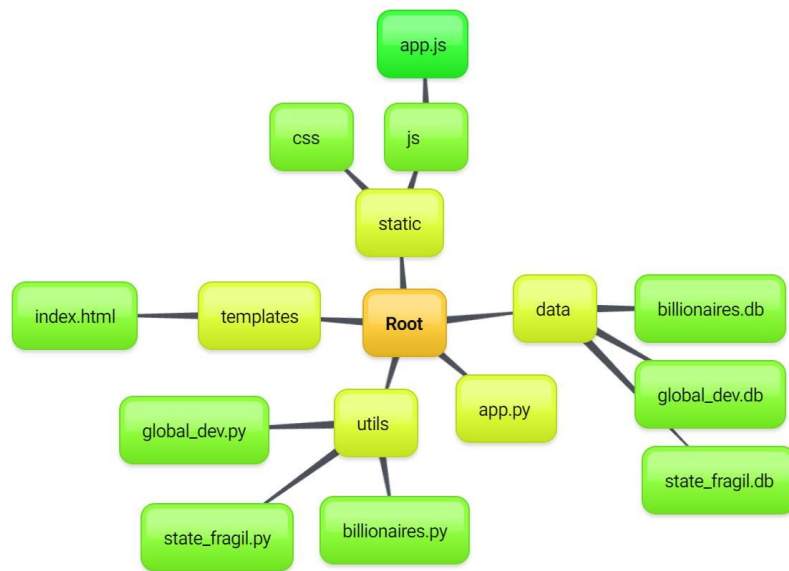 app.js
css
js
static
index.html
templates
Root
data
billionaires.db
global_dev.db
state_fragil.db
app.py
utils
global_dev.py
state_fragil.py
billionaires.py